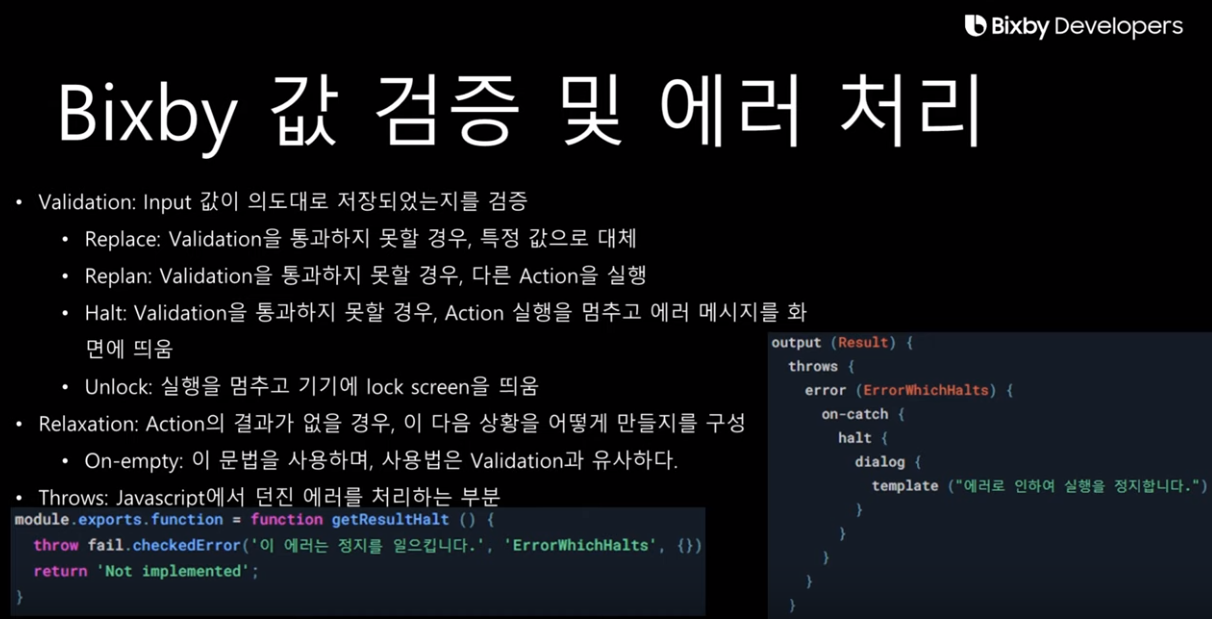 Bixby Developers
Bixby 값 검증 및 에러 처리
• Validation: Input 값이 의도대로 저장되었는지를 검증
• Replace: Validation을 통과하지 못할 경우, 특정 값으로 대체
• Replan: Validation을 통과하지 못할 경우, 다른 Action을 실행
• Halt: Validation을 통과하지 못할 경우, Action 실행을 멈추고 에러 메시지를 화
면에 띄움
• Unlock: 실행을 멈추고 기기에 lock screen을 띄움
• Relaxation: Action의 결과가 없을 경우, 이 다음 상황을 어떻게 만들지를 구성
• On-empty: 이 문법을 사용하며, 사용법은 Validation과 유사하다.
• Throws: Javascript에서 던진 에러를 처리하는 부분
module.exports.function = function getResultHalt () {
throw fail.checkedError('이 에러는 정지를 일으킵니다.', 'ErrorWhichHalts', {})
return 'Not implemented';
}
output (Result) {
throws {
error (ErrorWhichHalts) {
on-catch {
halt {
dialog {
template ("에러로 인하여 실행을 정지합니다.")
}
}
}
}
}